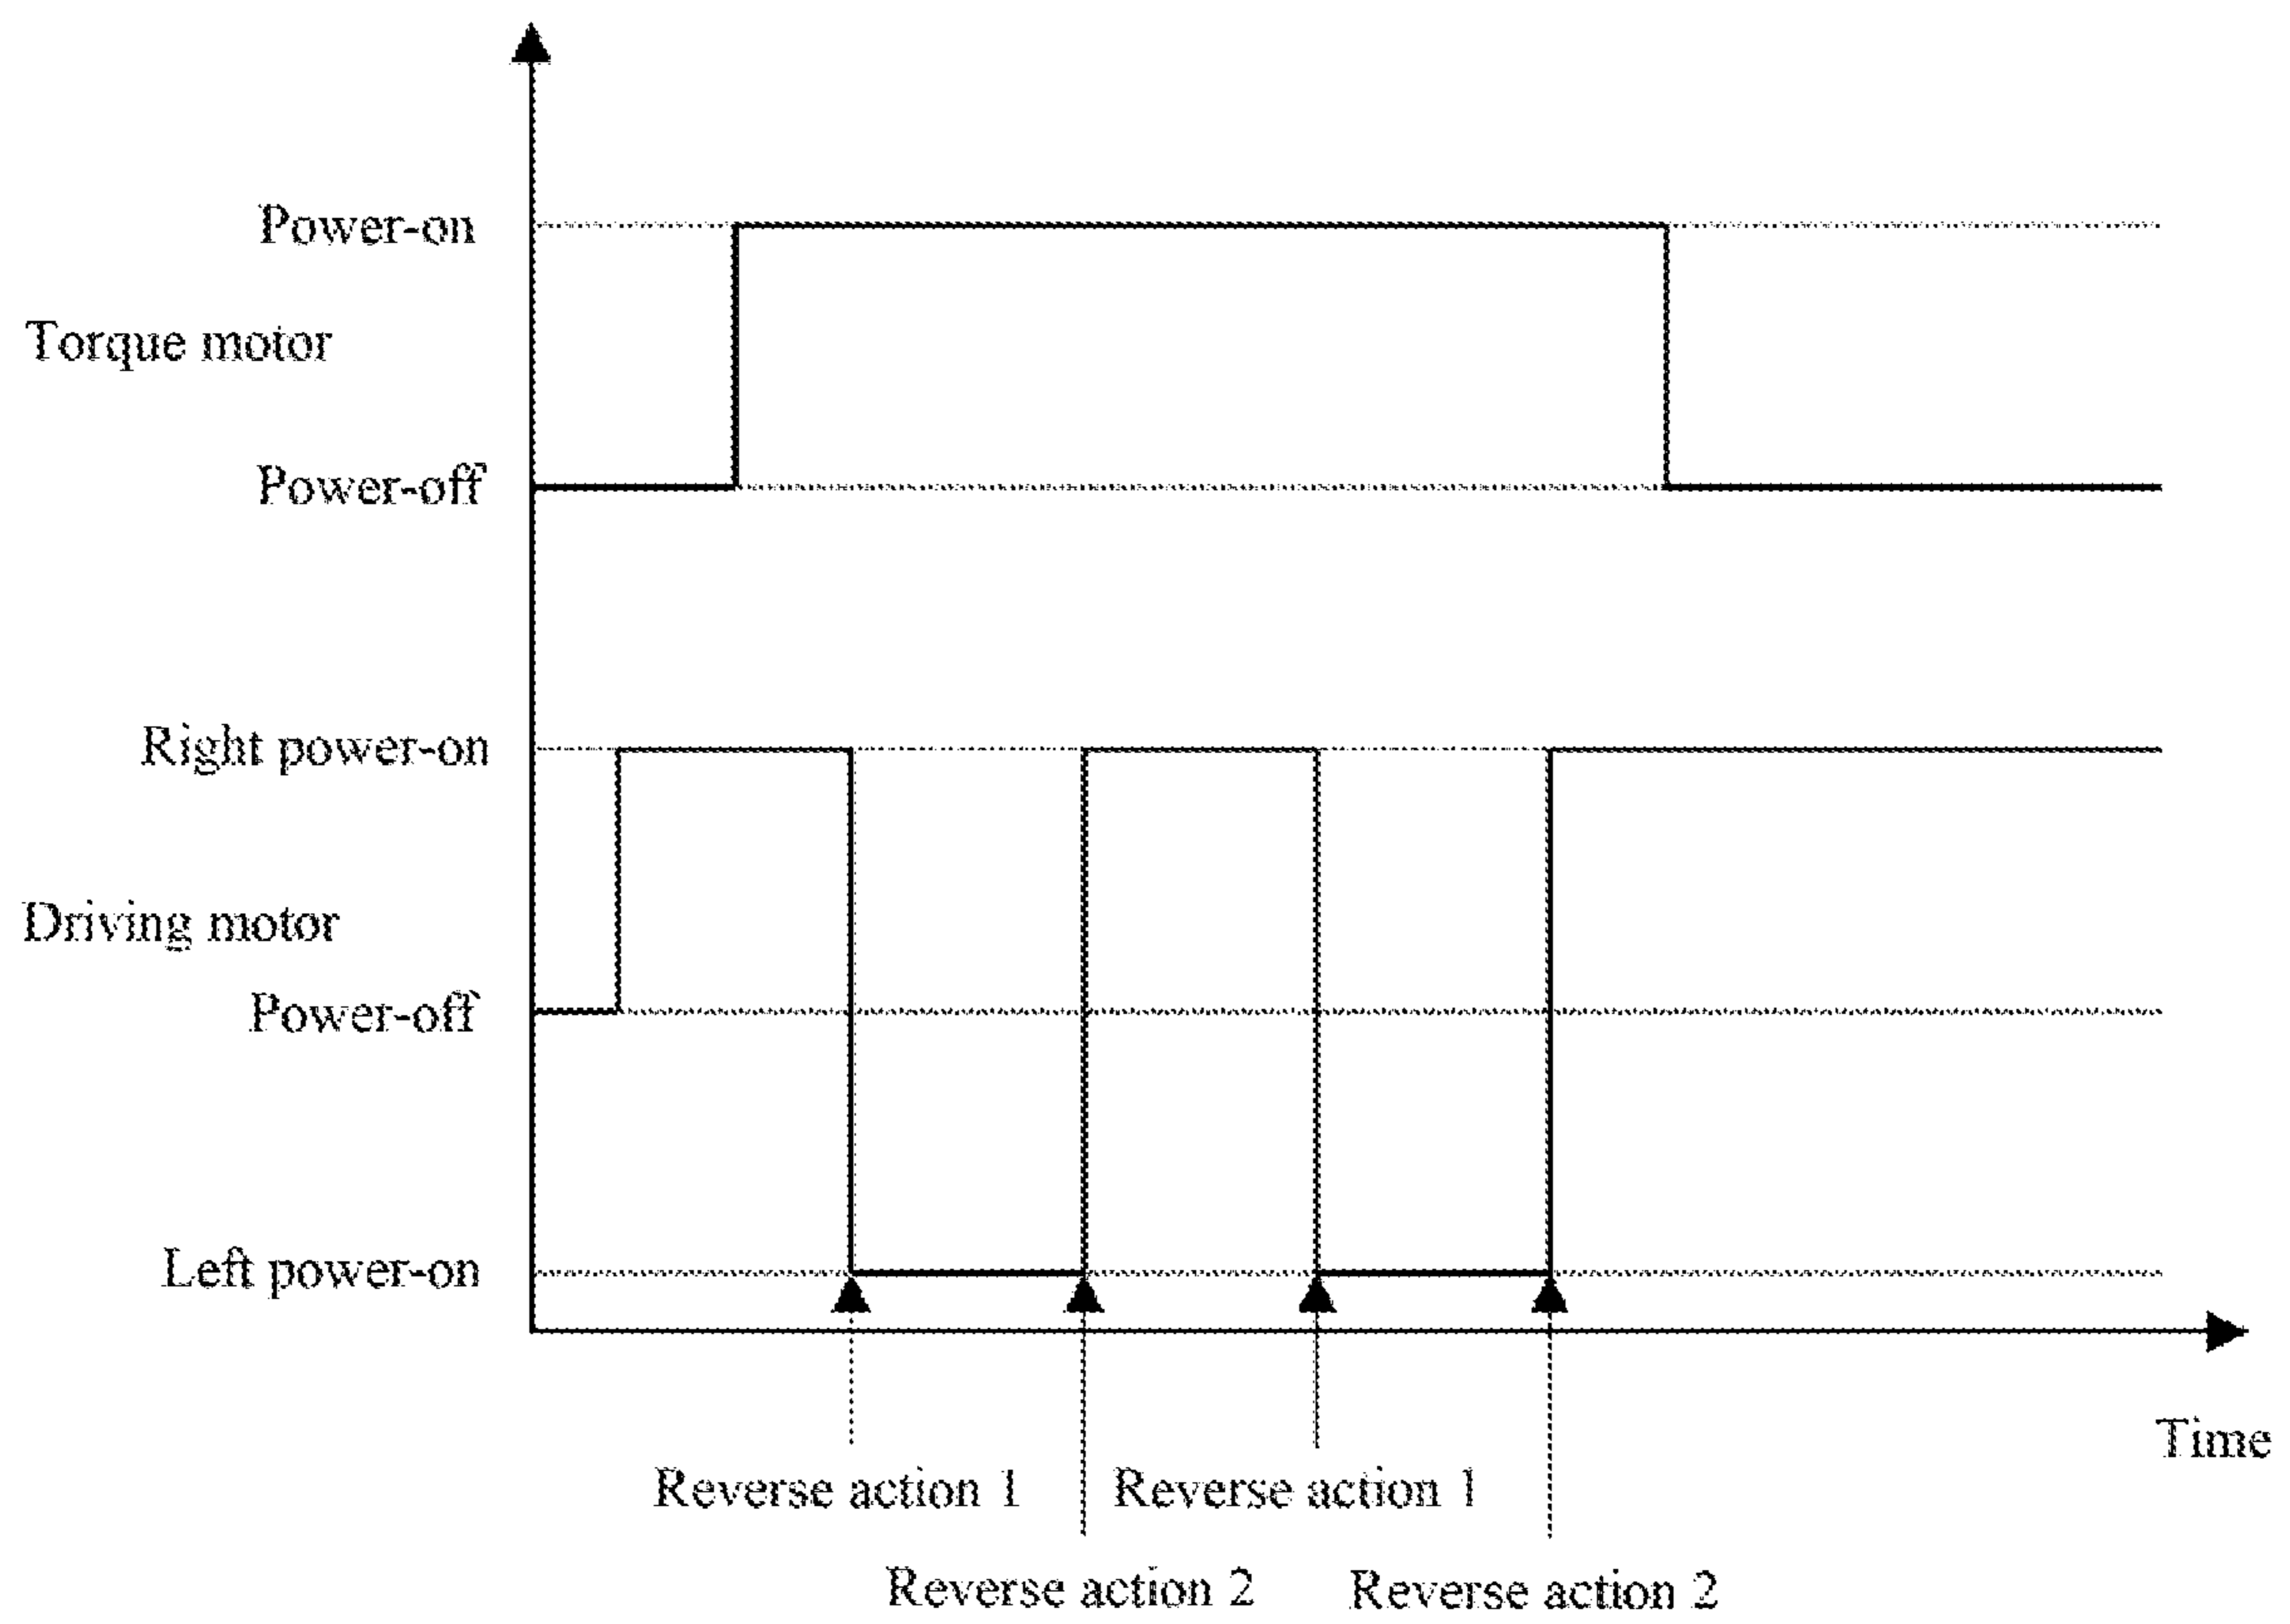 Power-on
Torque motor
Power-off
Right power-on
Driving motor
Power-off
Left power-on
Time
Reverse action 1
Reverse action 1
Reverse action 2
Reverse action 2